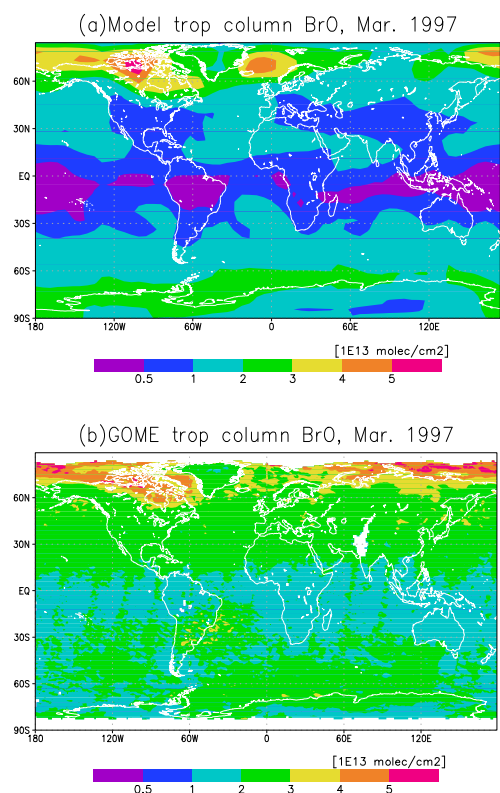 (a)Model trop column BrO, Mar. 1997
60N
30N
EQ
30S
60S
90S
180 120W 60W 0 60E 120E
[1E13 molec/cm2]
0.5 1 2 3 4 5
(b)GOME trop column BrO, Mar. 1997
60N
30N
EQ
30S
60S
90S
180 120W 60W 0 60E 120E
[1E13 molec/cm2]
0.5 1 2 3 4 5